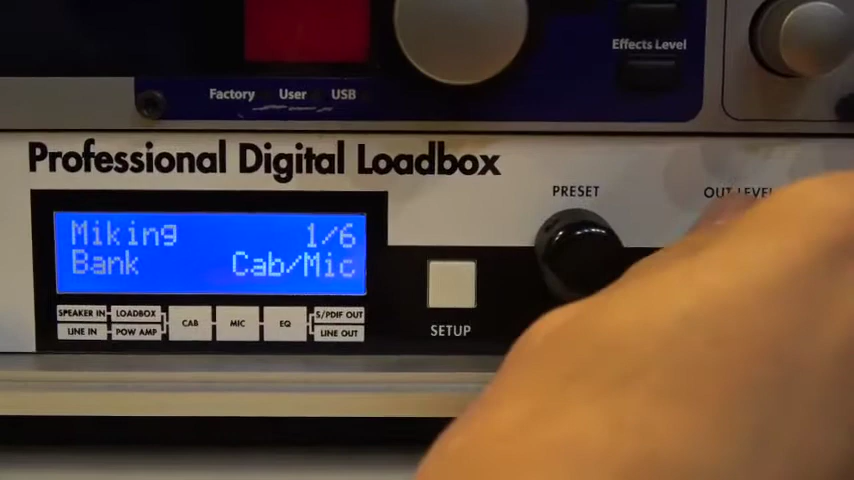 Effects Level
Factory User USB
Professional Digital Loadbox
PRESET
OUT LEVEL
Miking 1/6
Bank Cab/Mic
SPEAKER IN LOADBOX
LINE IN POW AMP
CAB MIC EQ
S/PDIF OUT
LINE OUT
SETUP